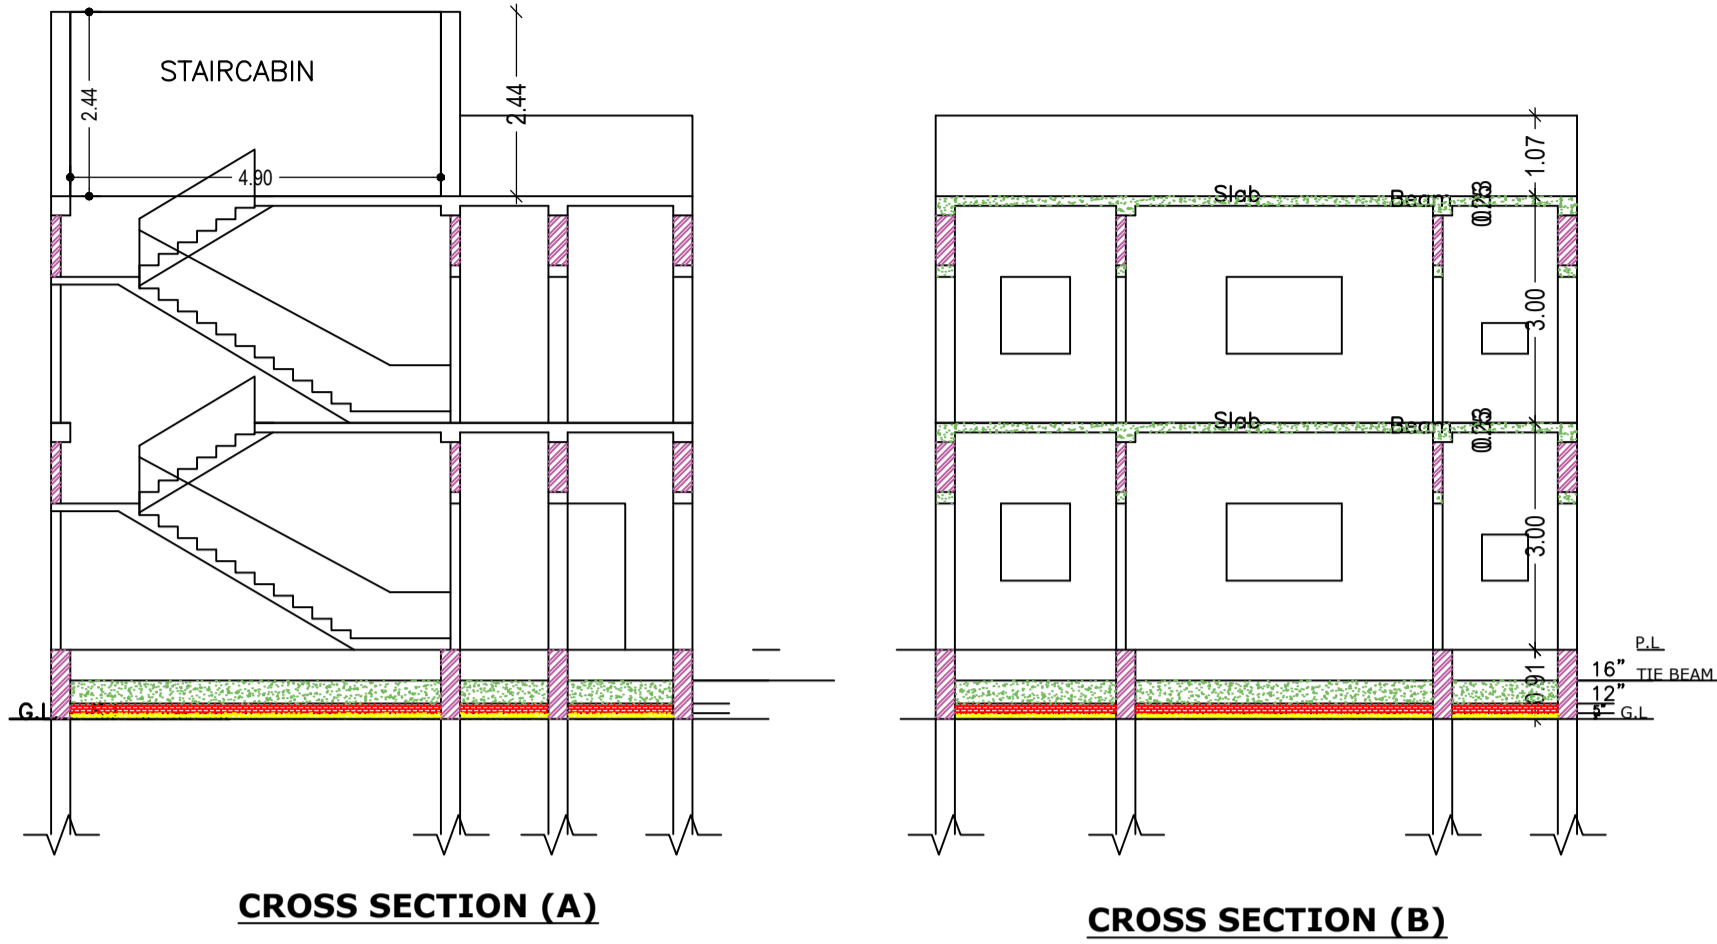 STAIRCABIN
2.44
2.44
4.90
G.L
CROSS SECTION (A)
1.07
Slab
Beam
3.00
Slab
Beam
3.00
0.91
P.L
16”
TIE BEAM
12”
5”
G.L
CROSS SECTION (B)